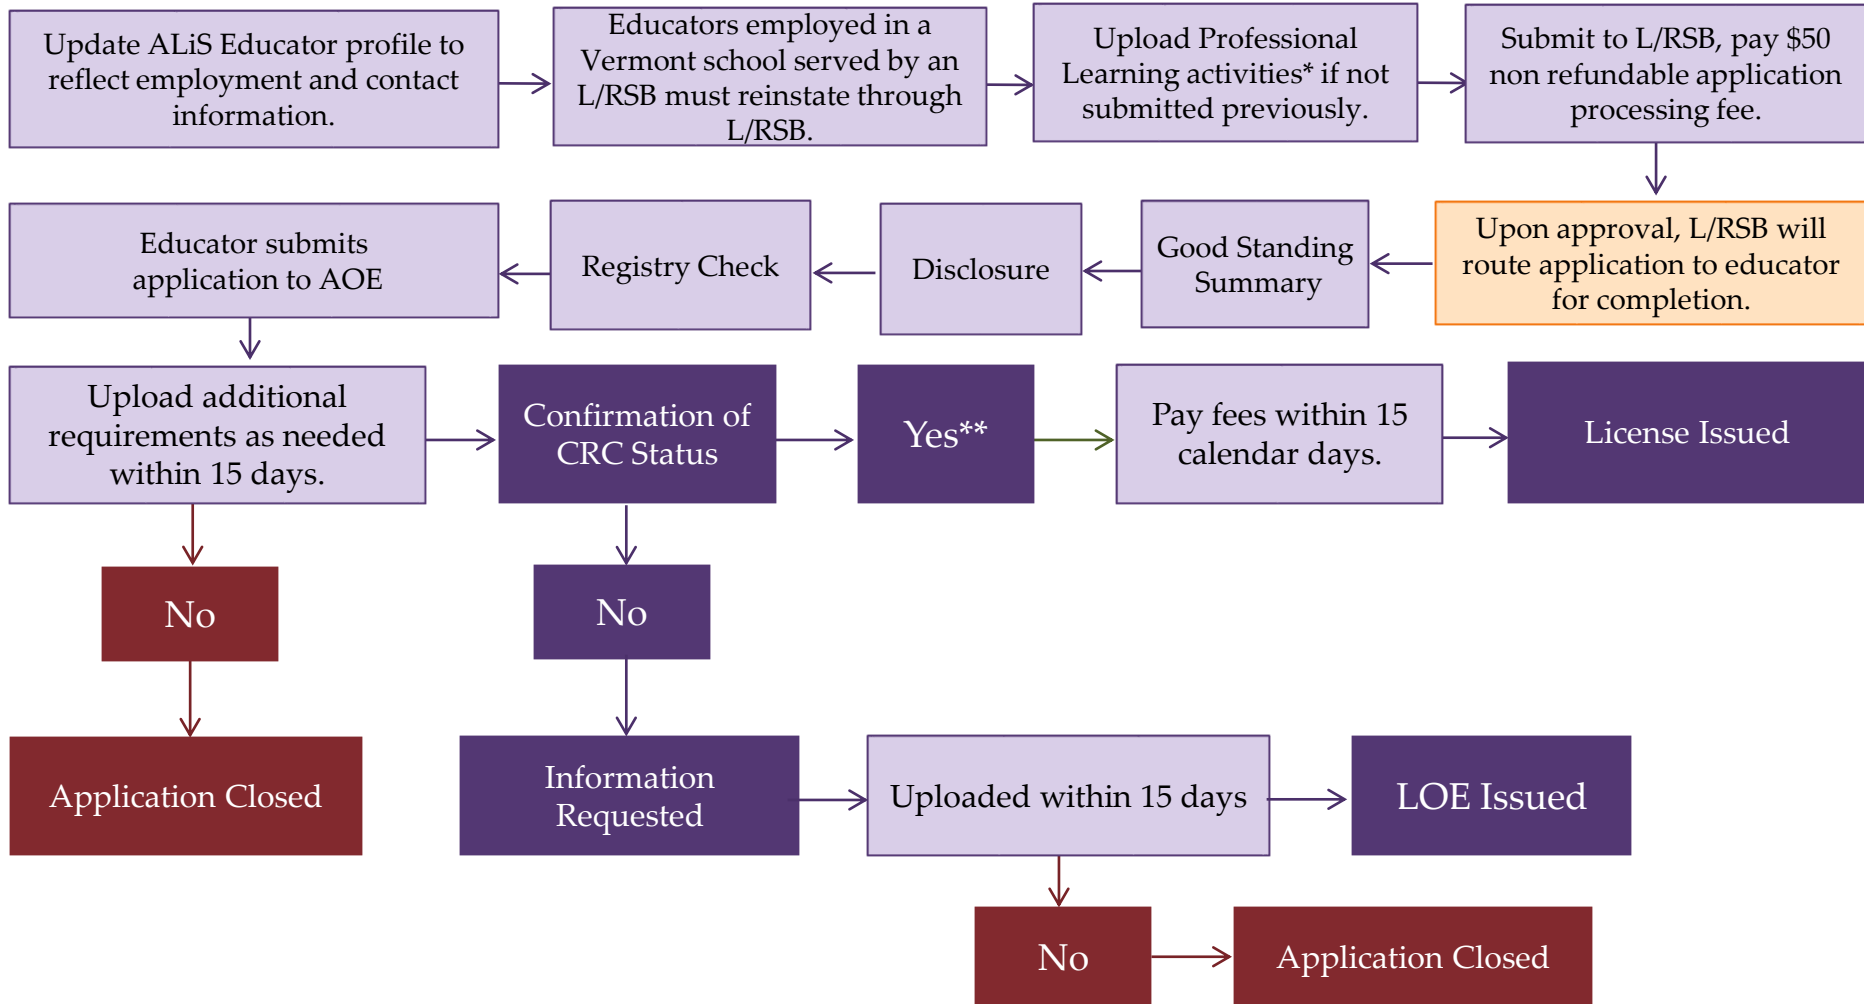 Update ALiS Educator profile to
reflect employment and contact
information.
Educators employed in a
Vermont school served by an
L/RSB must reinstate through
L/RSB.
Upload Professional
Learning activities* if not
submitted previously.
Submit to L/RSB, pay $50
non refundable application
processing fee.
Upon approval, L/RSB will
route application to educator
for completion.
Good Standing
Summary
Disclosure
Registry Check
Educator submits
application to AOE
Upload additional
requirements as needed
within 15 days.
Confirmation of
CRC Status
Yes**
Pay fees within 15
calendar days.
License Issued
No
No
Application Closed
Information
Requested
Uploaded within 15 days
LOE Issued
No
Application Closed